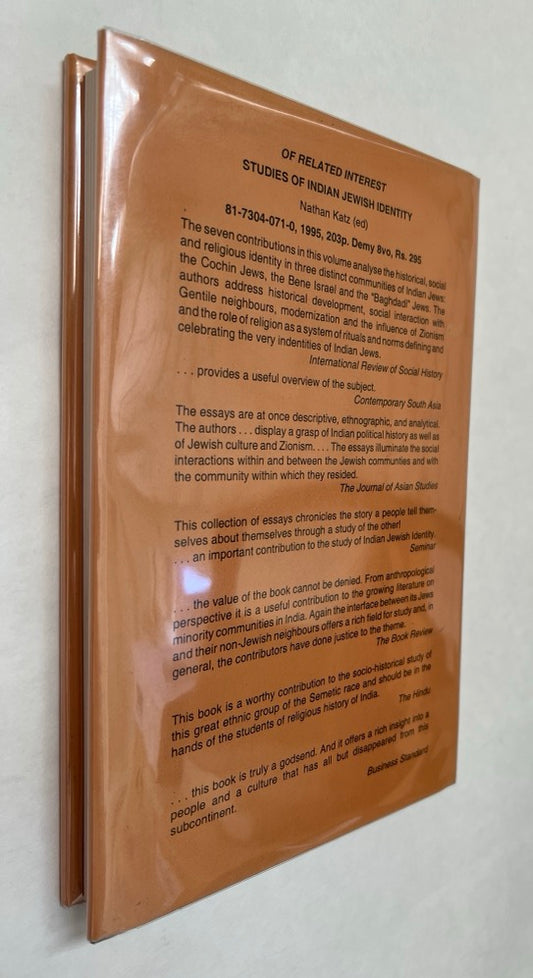 OF RELATED INTEREST
STUDIES OF INDIAN JEWISH IDENTITY
Nathan Katz (ed)
81-7304-071-0, 1995, 203p. Demy 8vo, Rs. 295
The seven contributions in this volume analyse the historical, social
and religious identity in three distinct communities of Indian Jews:
the Cochin Jews, the Bene Israel and the "Baghdadi" Jews. The
authors address historical development, social interaction with
Gentile neighbours, modernization and the influence of Zionism
and the role of religion as a system of rituals and norms defining and
celebrating the very indentities of Indian Jews.
International Review of Social History
. . . provides a useful overview of the subject.
Contemporary South Asia
The essays are at once descriptive, ethnographic, and analytical.
The authors . . . display a grasp of Indian political history as well as
of Jewish culture and Zionism. . . . The essays illuminate the social
interactions within and between the Jewish communties and with
the community within which they resided.
The Journal of Asian Studies
This collection of essays chronicles the story a people tell them-
selves about themselves through a study of the other!
. . . an important contribution to the study of Indian Jewish Identity.
Seminar
. . . the value of the book cannot be denied. From anthropological
perspective it is a useful contribution to the growing literature on
minority communities in India. Again the interface between its Jews
and their non-Jewish neighbours offers a rich field for study and, in
general, the contributors have done justice to the theme.
The Book Review
This book is a worthy contribution to the socio-historical study of
this great ethnic group of the Semetic race and should be in the
hands of the students of religious history of India.
The Hindu
. . . this book is truly a godsend. And it offers a rich insight into a
people and a culture that has all but disappeared from this
subcontinent.
Business Standard